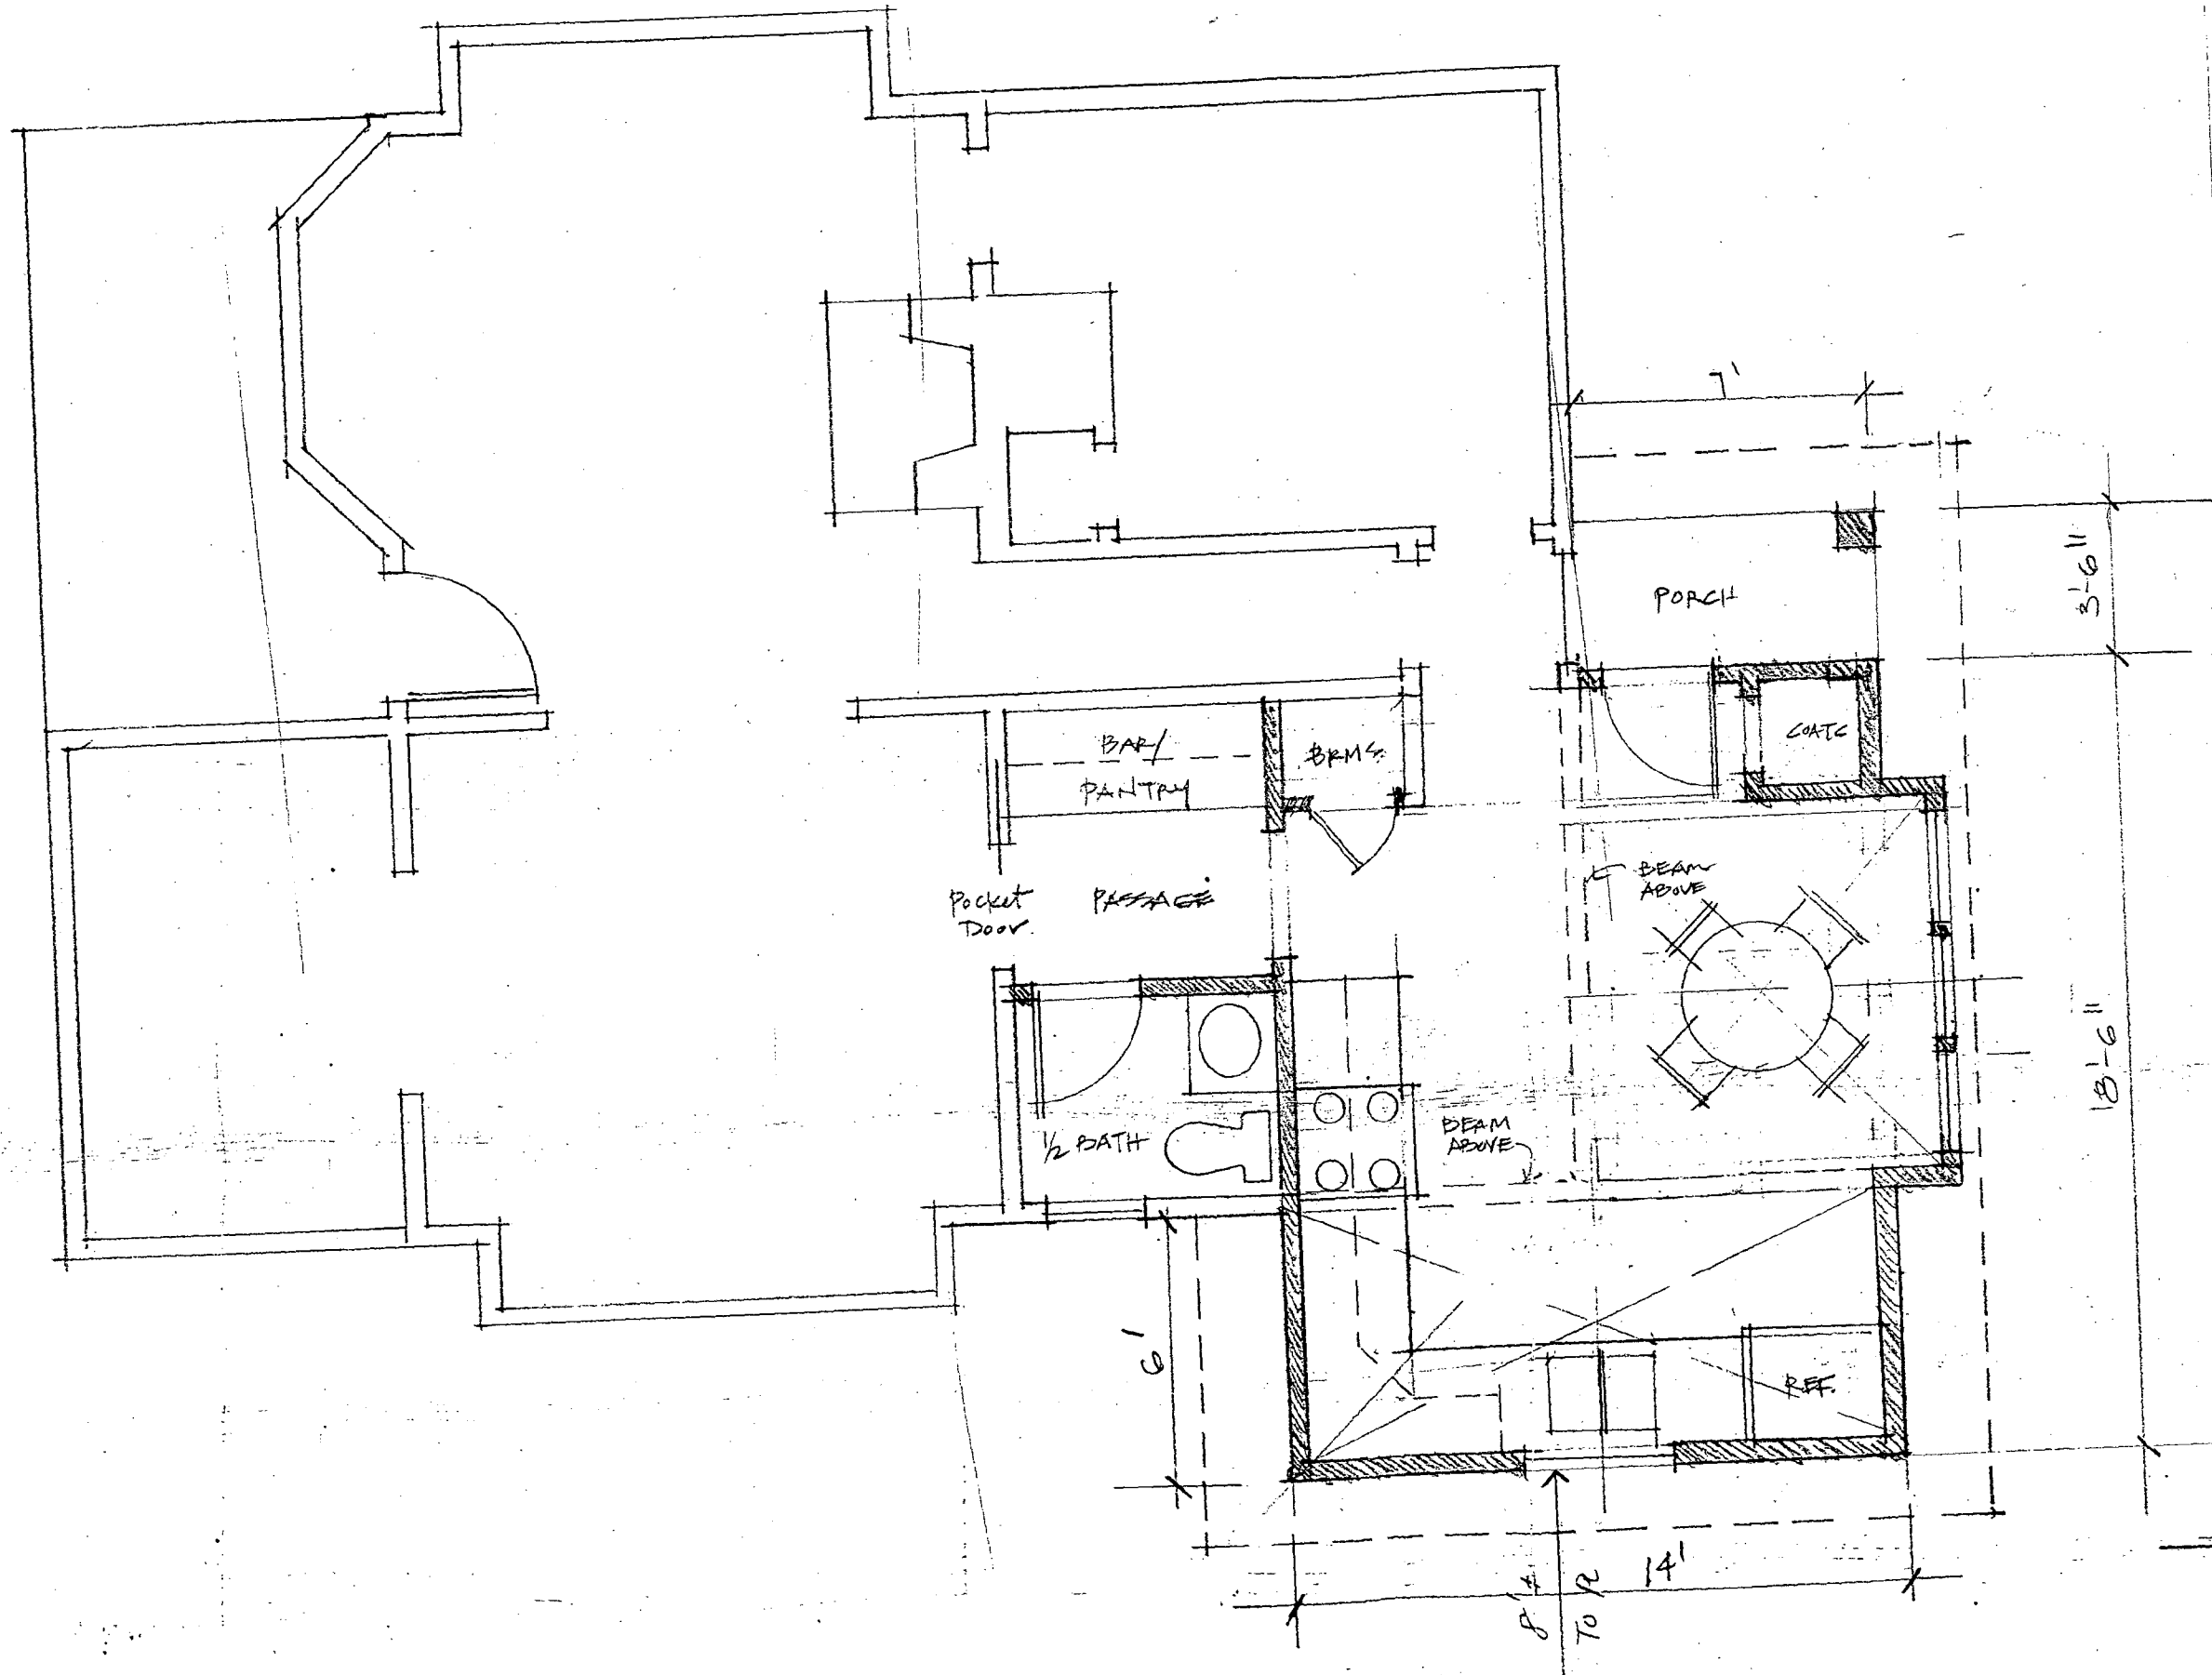 7'
3'-6"
PORCH
COATS
BAR/
PANTRY
BRMS.
BEAM
ABOVE
Pocket
Door.
PASSAGE
18'-6"
1/2 BATH
BEAM
ABOVE
6'
REF.
14'
8'±
TO